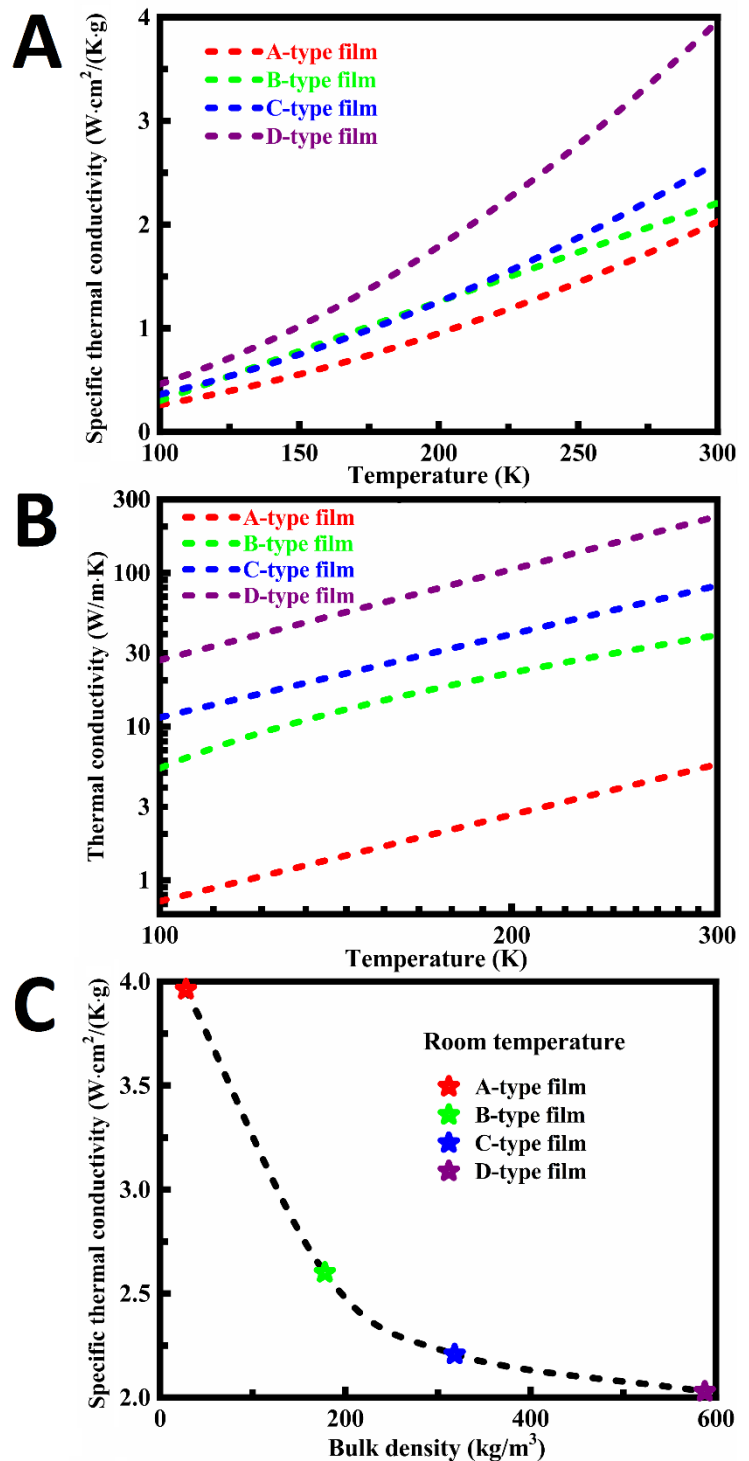 A
Specific thermal conductivity (W·cm²/(K·g)
4
3
2
1
0
A-type film
B-type film
C-type film
D-type film
100
150
200
250
300
Temperature (K)
B
Thermal conductivity (W/m·K)
300
100
30
10
3
1
A-type film
B-type film
C-type film
D-type film
100
200
300
Temperature (K)
C
Specific thermal conductivity (W·cm²/(K·g)
4.0
3.5
3.0
2.5
2.0
Room temperature
A-type film
B-type film
C-type film
D-type film
0
200
400
600
Bulk density (kg/m³)